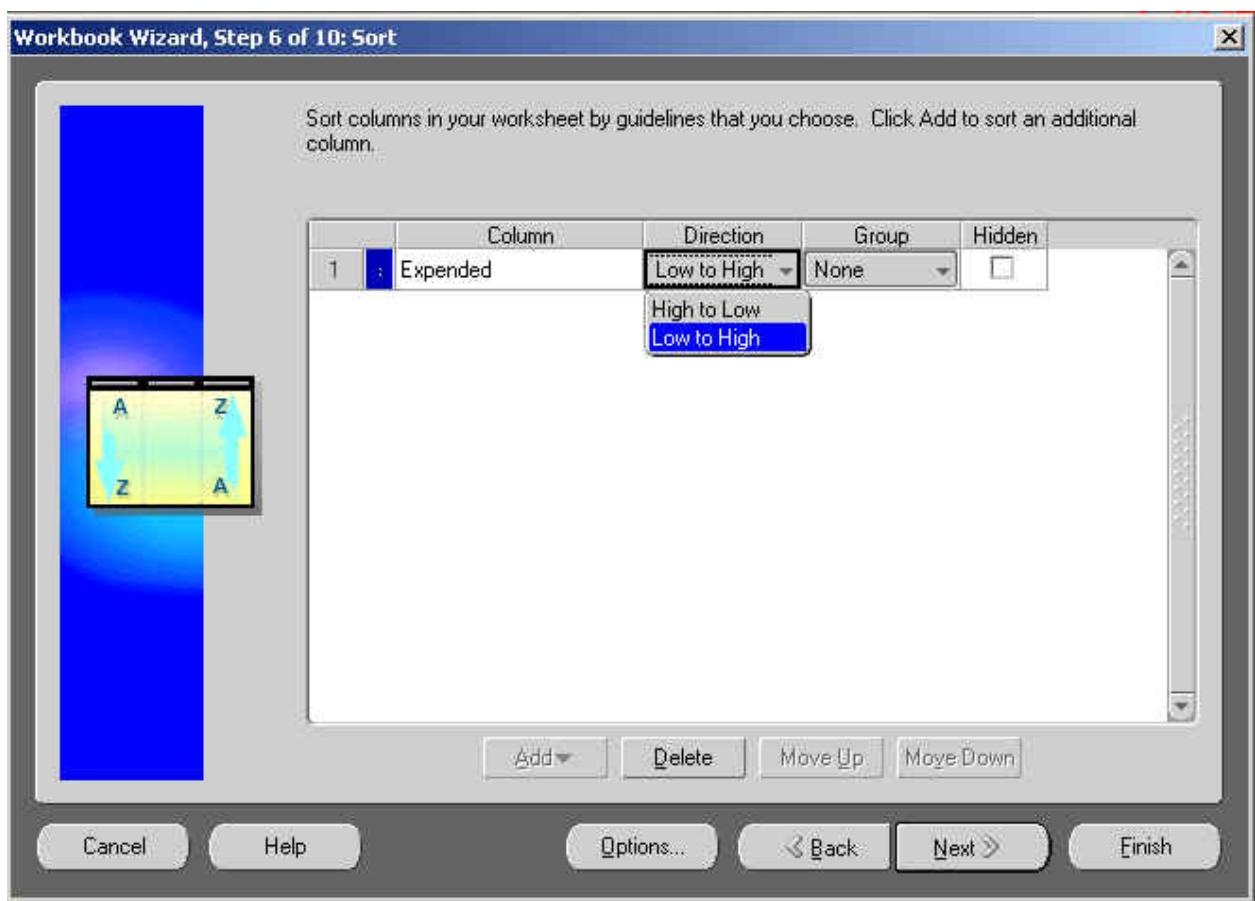 Workbook Wizard, Step 6 of 10: Sort
Sort columns in your worksheet by guidelines that you choose. Click Add to sort an additional
column.
Column Direction Group Hidden
1 : Expended Low to High None
High to Low
Low to High
A Z
Z A
Add Delete Move Up Move Down
Cancel Help Options... Back Next Finish